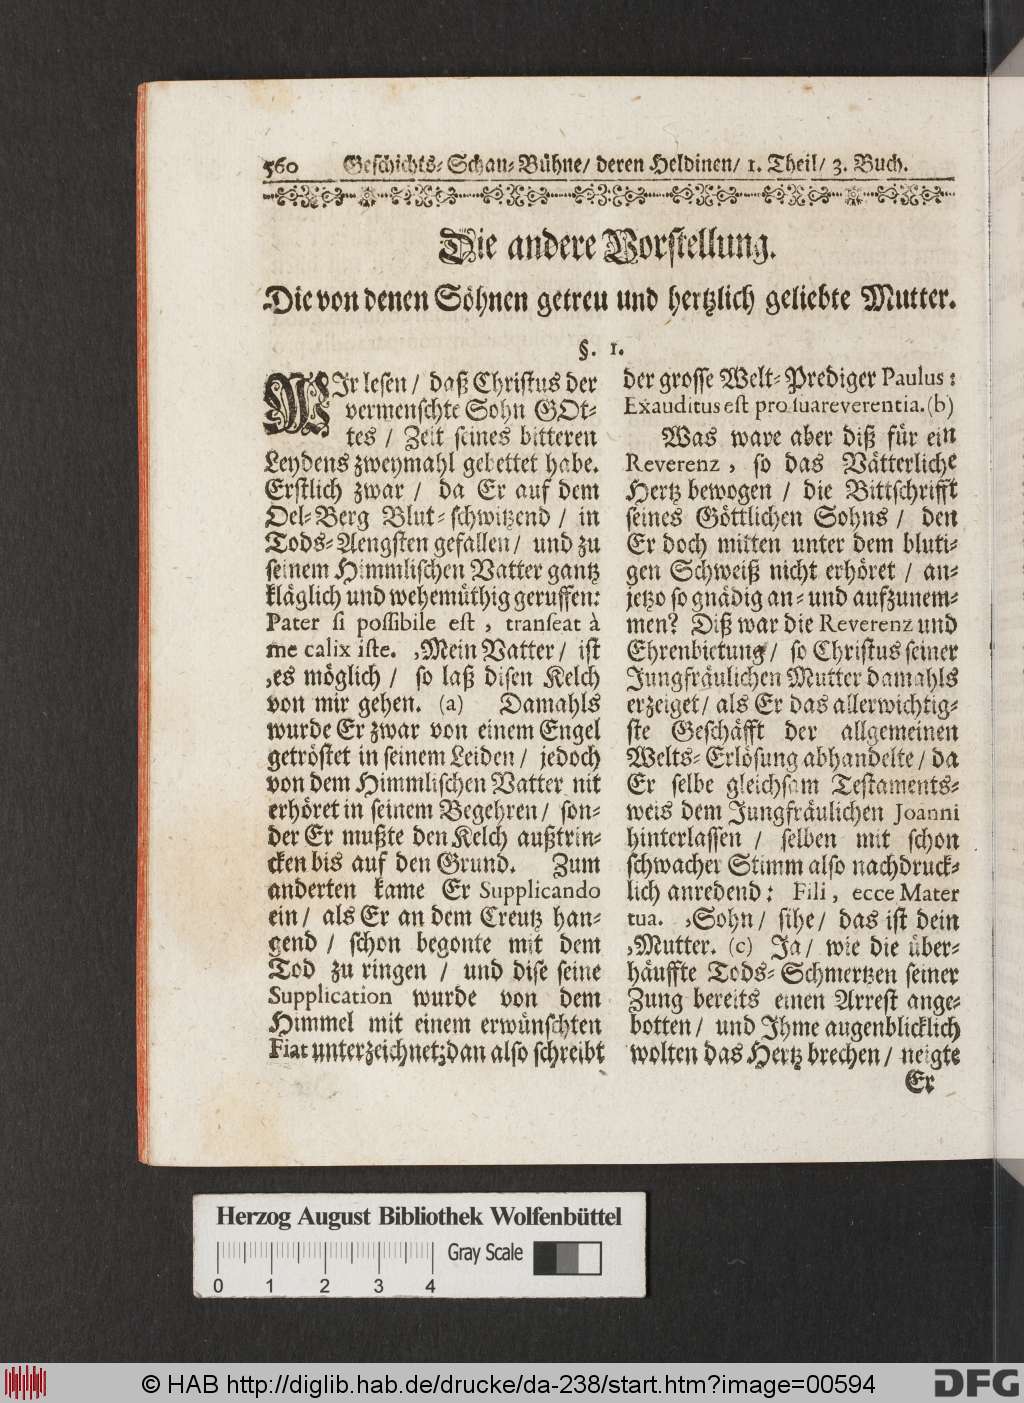 560 Geschichts-Schau-Bühne/ deren Heldinen/ 1. Theil/ 3. Buch.
Die andere Vorstellung.
Die von denen Söhnen getreu und hertzlich geliebte Mutter.
§. 1.
WIr lesen / daß Christus der
vermenschte Sohn GOt-
tes / Zeit seines bitteren
Leydens zweymahl gebettet habe.
Erstlich zwar / da Er auf dem
Oel-Berg Blut-schwitzend / in
Tods-Aengsten gefallen / und zu
seinem Himmlischen Vatter gantz
kläglich und wehemüthig geruffen:
Pater si possibile est, transeat à
me calix iste. ,Mein Vatter / ist
,es möglich / so laß disen Kelch
von mir gehen. (a) Damahls
wurde Er zwar von einem Engel
getröstet in seinem Leiden / jedoch
von dem Himmlischen Vatter nit
erhöret in seinem Begehren / son-
der Er mußte den Kelch außtrin-
cken bis auf den Grund. Zum
anderten kame Er Supplicando
ein / als Er an dem Creutz han-
gend / schon begonte mit dem
Tod zu ringen / und dise seine
Supplication wurde von dem
Himmel mit einem erwünschten
Fiat unterzeichnet; dan also schreibt
der grosse Welt-Prediger Paulus:
Exauditus est pro sua reverentia. (b)
Was ware aber diß für ein
Reverenz, so das Vätterliche
Hertz bewogen / die Bittschrifft
seines Göttlichen Sohns / den
Er doch mitten unter dem bluti-
gen Schweiß nicht erhöret / an-
jetzo so gnädig an- und aufzunem-
men? Diß war die Reverenz und
Ehrenbietung / so Christus seiner
Jungfräulichen Mutter damahls
erzeiget / als Er das allerwichtig-
ste Geschäfft der allgemeinen
Welts-Erlösung abhandelte / da
Er selbe gleichsam Testaments-
weis dem Jungfräulichen Joanni
hinterlassen / selben mit schon
schwacher Stimm also nachdruck-
lich anredend: Fili, ecce Mater
tua. ,Sohn / sihe / das ist dein
,Mutter. (c) Ja / wie die über-
häuffte Tods-Schmertzen seiner
Zung bereits einen Arrest ange-
botten / und Ihme augenblicklich
wolten das Hertz brechen / neigte
Er
Herzog August Bibliothek Wolfenbüttel
Gray Scale
0 1 2 3 4
© HAB http://diglib.hab.de/drucke/da-238/start.htm?image=00594
DFG